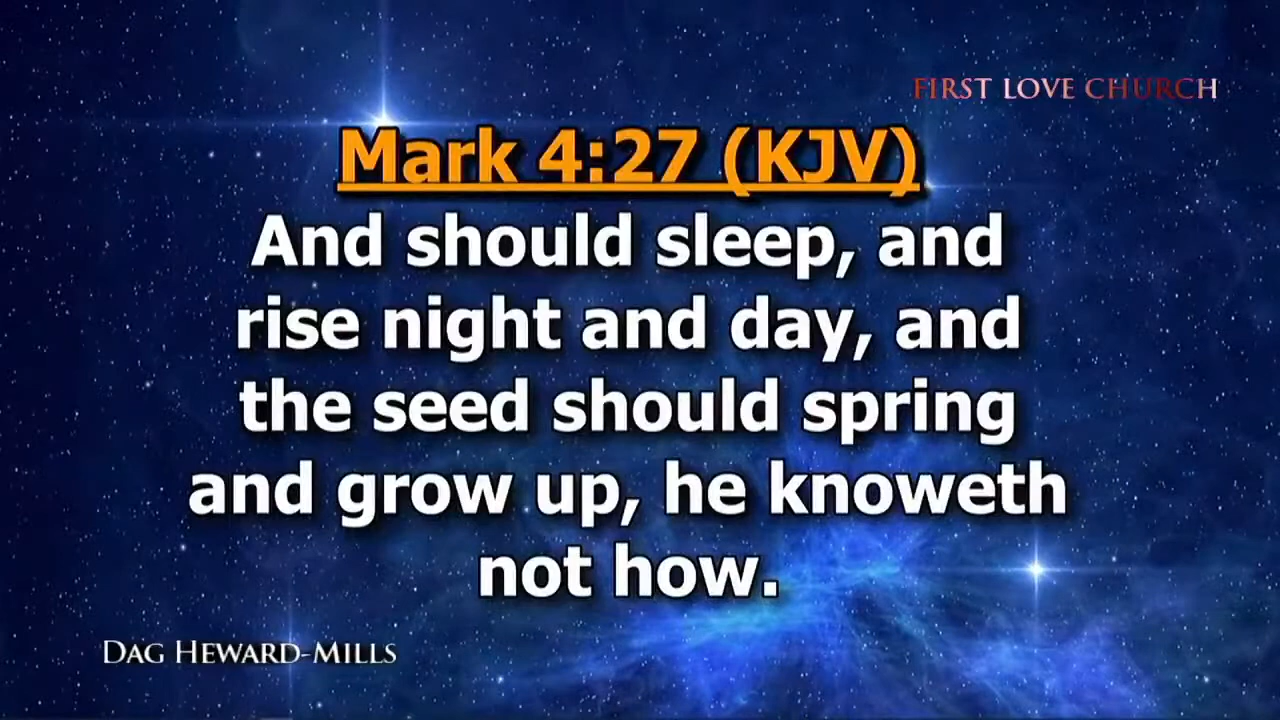 FIRST LOVE CHURCH
Mark 4:27 (KJV)
And should sleep, and
rise night and day, and
the seed should spring
and grow up, he knoweth
not how.
DAG HEWARD-MILLS